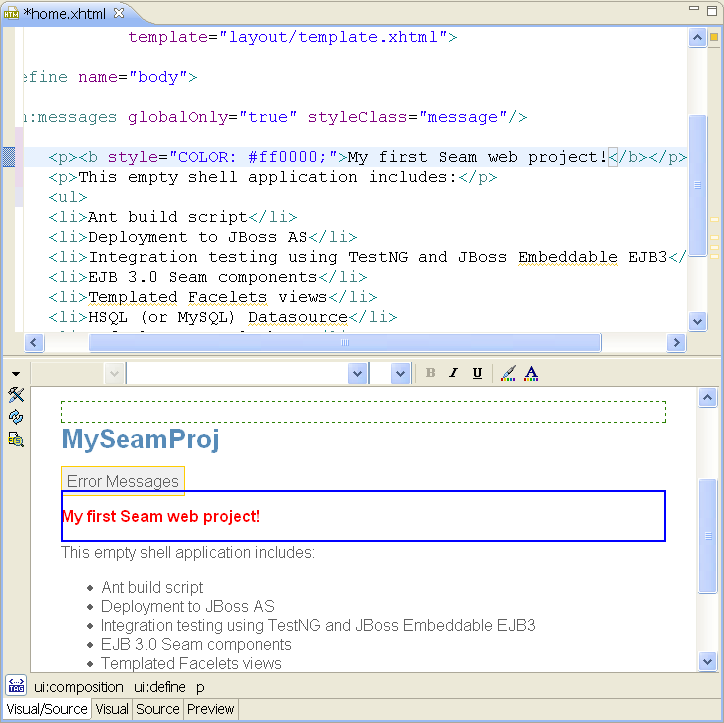 *home.xhtml
template="layout/template.xhtml">
efine name="body">
:messages globalOnly="true" styleClass="message"/>
<p><b style="COLOR: #ff0000;">My first Seam web project!</b></p>
<p>This empty shell application includes:</p>
<ul>
<li>Ant build script</li>
<li>Deployment to JBoss AS</li>
<li>Integration testing using TestNG and JBoss Embeddable EJB3</
<li>EJB 3.0 Seam components</li>
<li>Templated Facelets views</li>
<li>HSQL (or MySQL) Datasource</li>
B I U A
MySeamProj
Error Messages
My first Seam web project!
This empty shell application includes:
• Ant build script
• Deployment to JBoss AS
• Integration testing using TestNG and JBoss Embeddable EJB3
• EJB 3.0 Seam components
• Templated Facelets views
TAG ui:composition ui:define p
Visual/Source Visual Source Preview